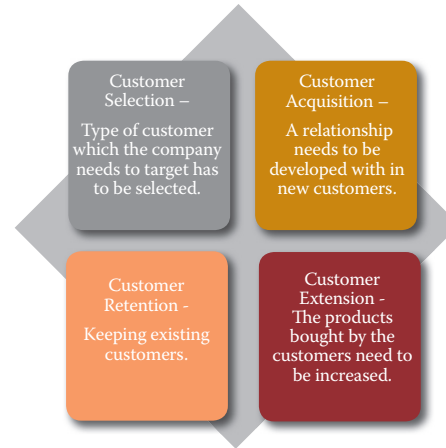 Customer
Selection –
Type of customer
which the company
needs to target has
to be selected.
Customer
Acquisition –
A relationship
needs to be
developed with in
new customers.
Customer
Retention -
Keeping existing
customers.
Customer
Extension -
The products
bought by the
customers need to
be increased.